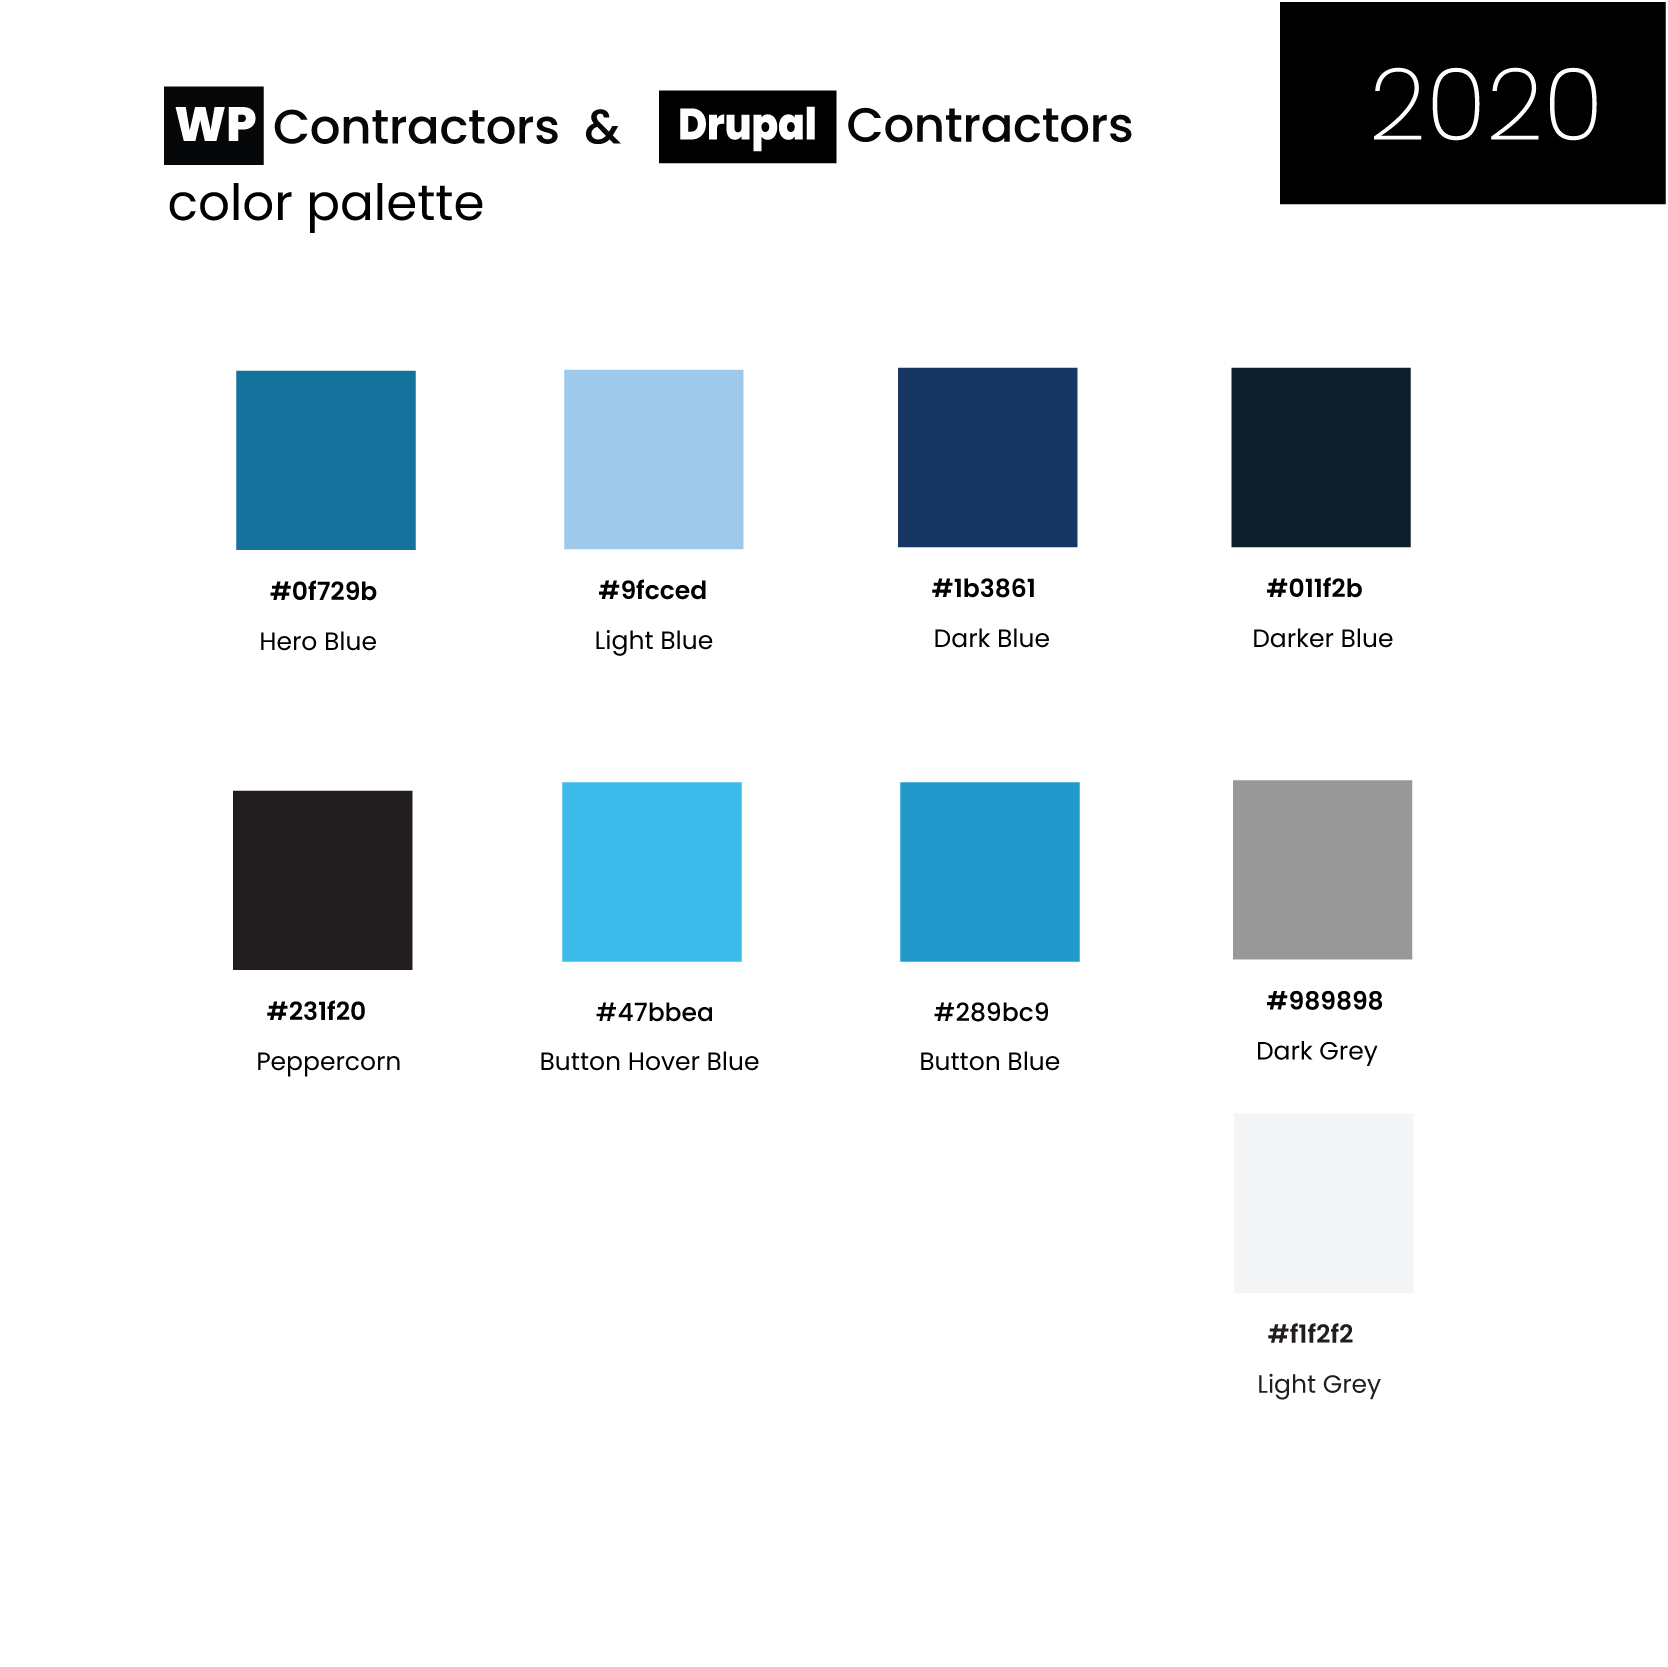 2020
WP Contractors & Drupal Contractors
color palette
#0f729b
Hero Blue
#9fcced
Light Blue
#1b3861
Dark Blue
#011f2b
Darker Blue
#231f20
Peppercorn
#47bbea
Button Hover Blue
#289bc9
Button Blue
#989898
Dark Grey
#f1f2f2
Light Grey